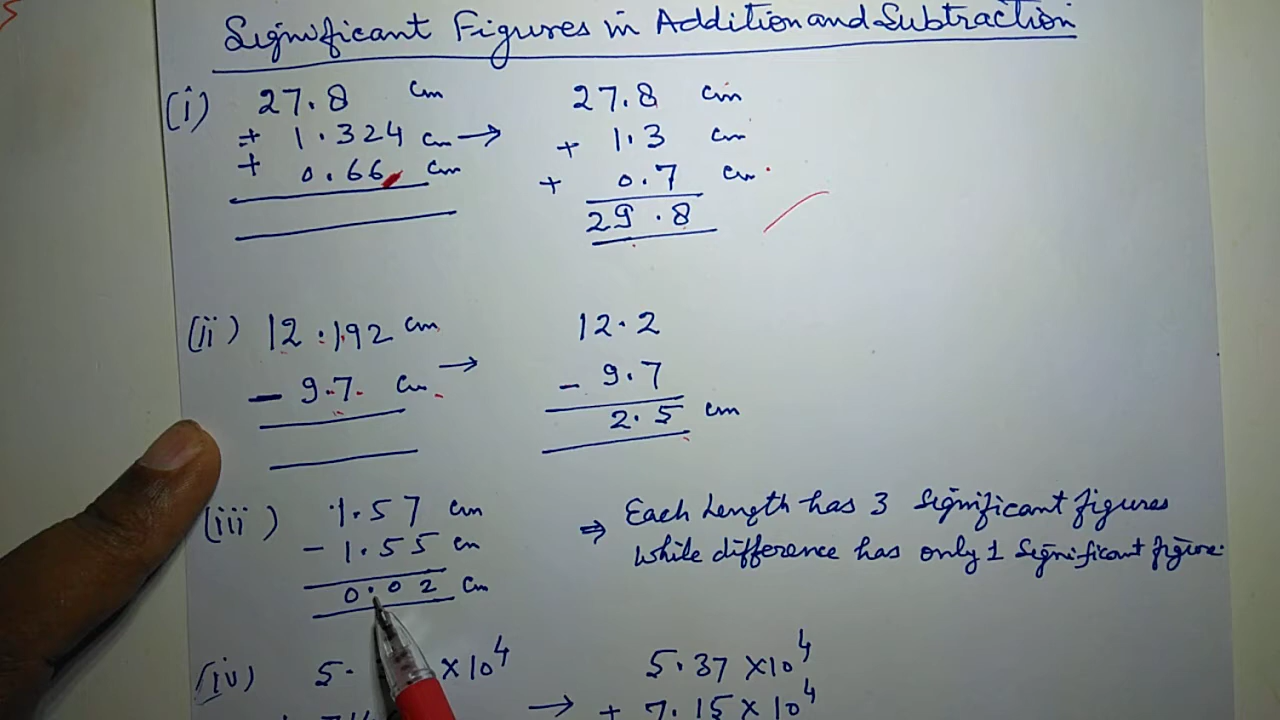 Significant Figures in Addition and Subtraction
(i) 27.8 cm 27.8 cm
+ 1.324 cm → + 1.3 cm
+ 0.66 cm + 0.7 cm
29.8
(ii) 12.192 cm 12.2
- 9.7 cm → - 9.7
2.5 cm
(iii) 1.57 cm ⇒ Each Length has 3 Significant figures
- 1.55 cm While difference has only 1 Significant figure.
0.02 cm
(iv) 5. ×10⁴ 5.37 ×10⁴
→ + 7.15 ×10⁴